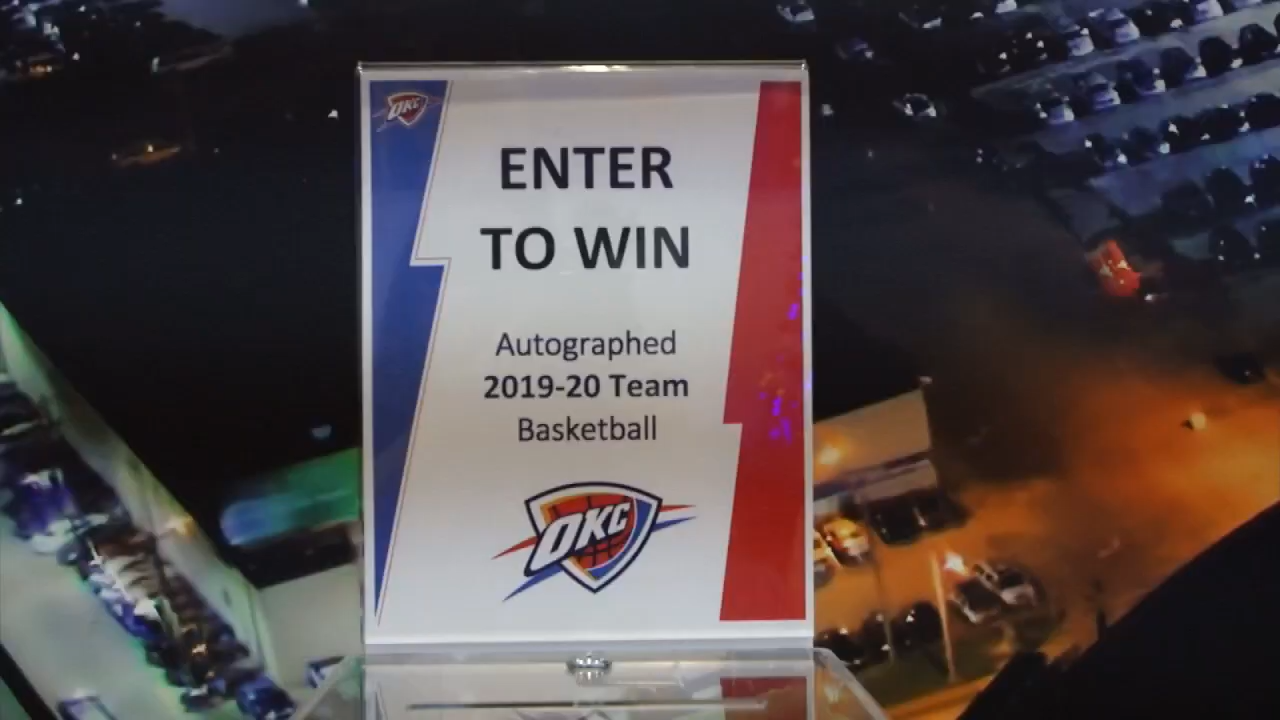 OKC
ENTER
TO WIN
Autographed
2019-20 Team
Basketball
OKC